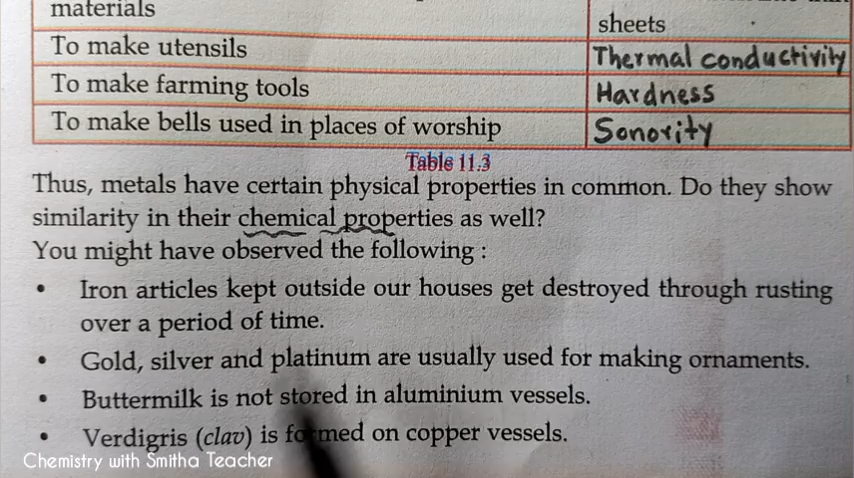 materials
sheets
To make utensils Thermal conductivity
To make farming tools Hardness
To make bells used in places of worship Sonority
Table 11.3
Thus, metals have certain physical properties in common. Do they show
similarity in their chemical properties as well?
You might have observed the following :
• Iron articles kept outside our houses get destroyed through rusting
over a period of time.
• Gold, silver and platinum are usually used for making ornaments.
• Buttermilk is not stored in aluminium vessels.
• Verdigris (clav) is formed on copper vessels.
Chemistry with Smitha Teacher